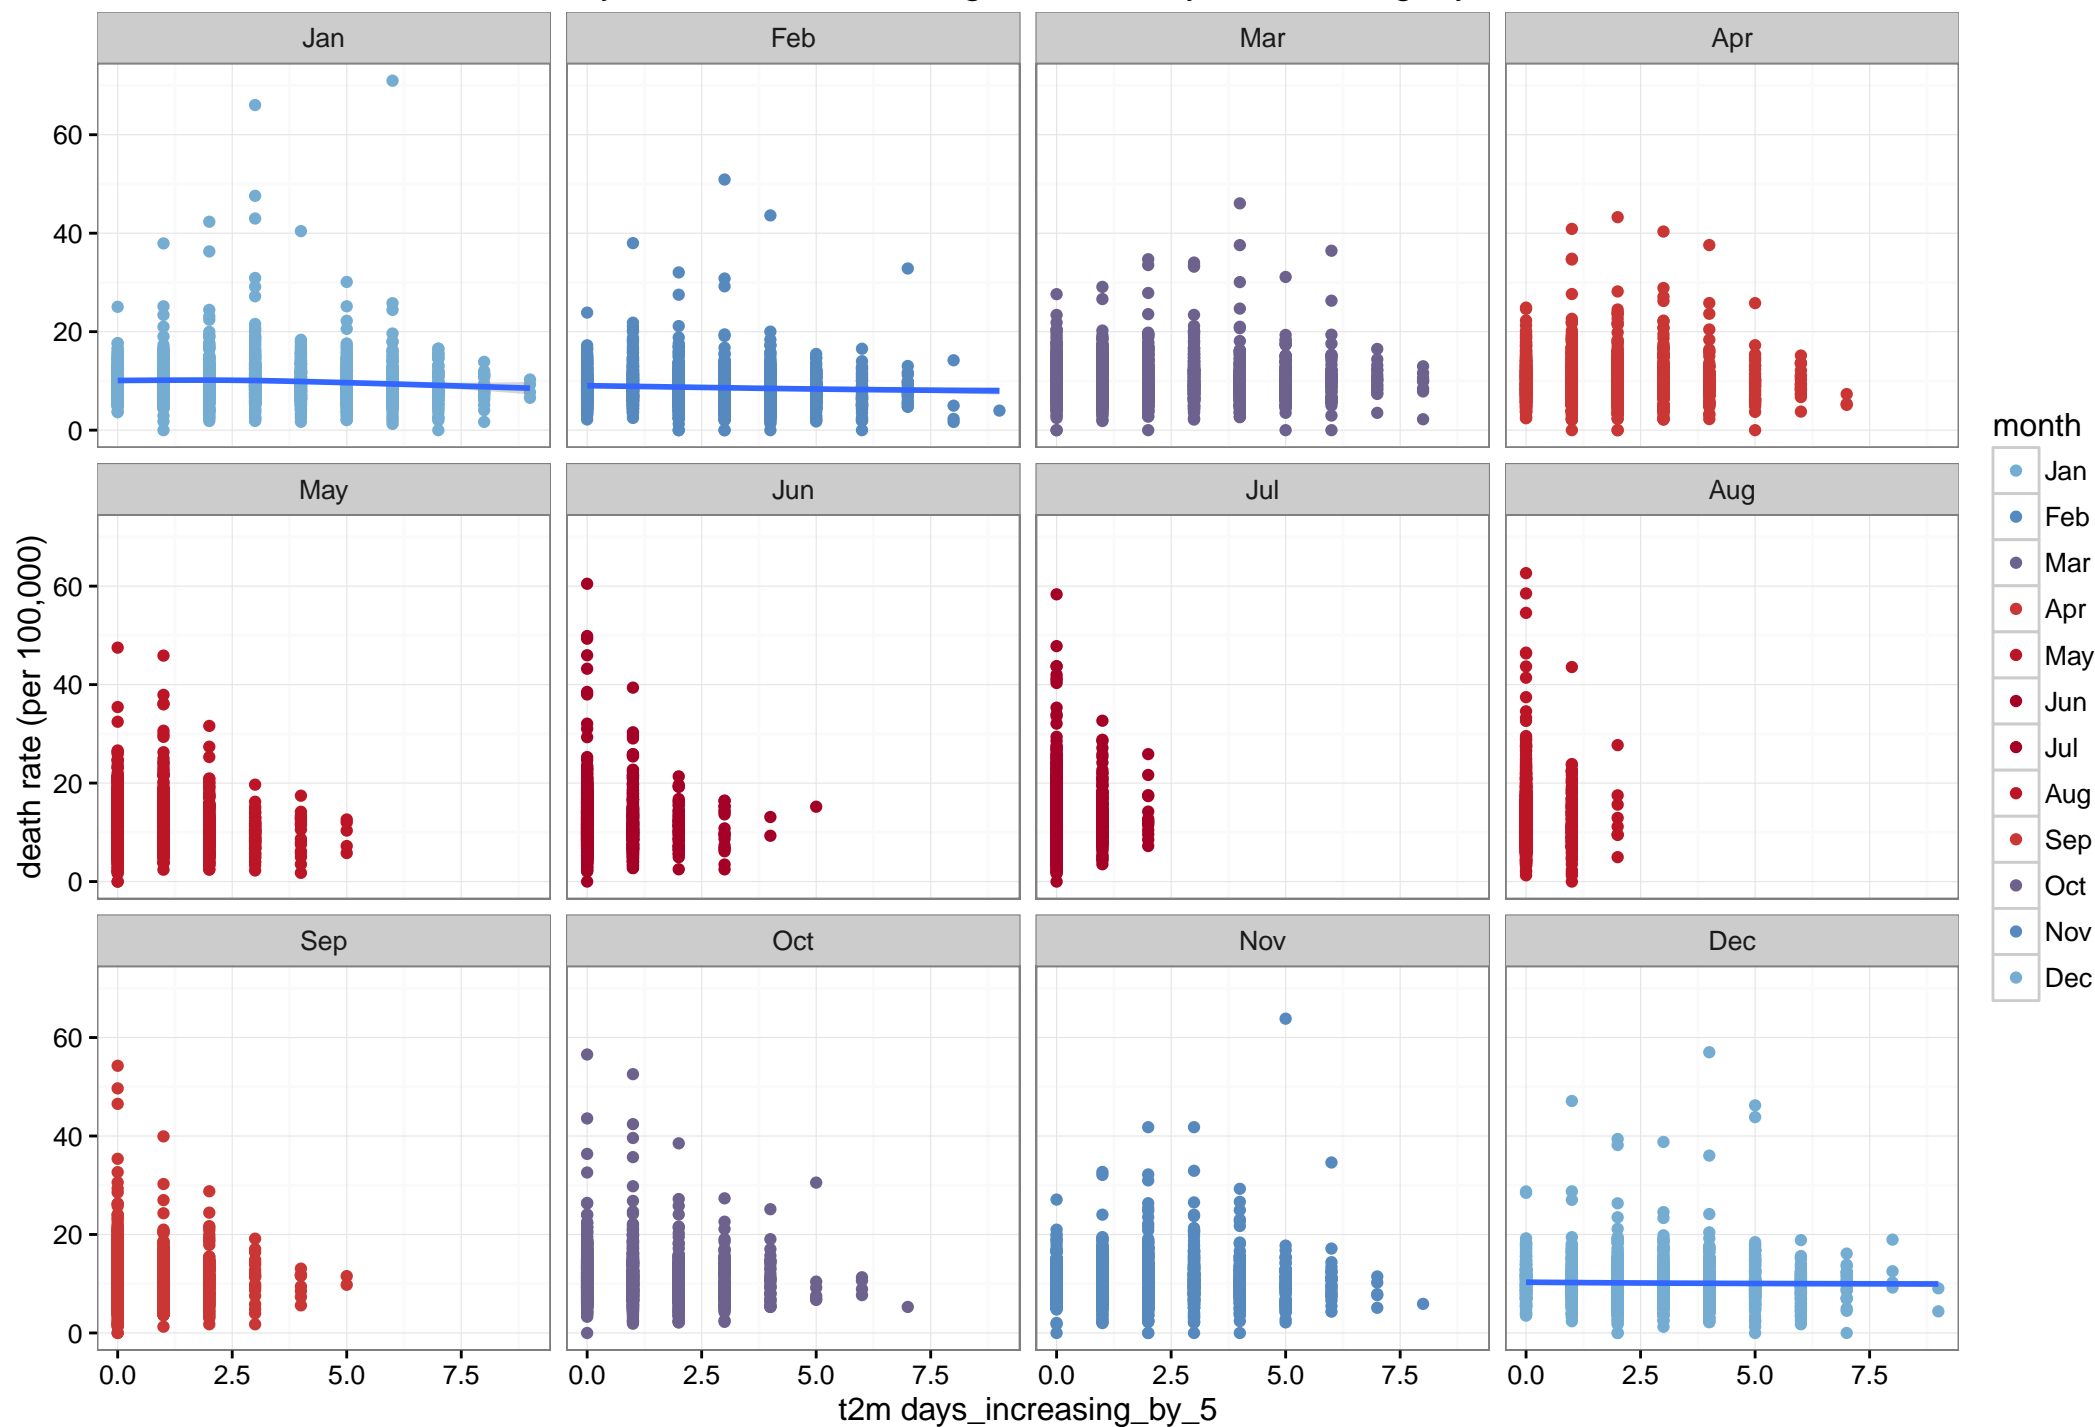 Jan Feb Mar Apr
60
40
20
0
May Jun Jul Aug
60
40
20
0
Sep Oct Nov Dec
60
40
20
0
0.0 2.5 5.0 7.5 0.0 2.5 5.0 7.5 0.0 2.5 5.0 7.5 0.0 2.5 5.0 7.5
t2m days_increasing_by_5
death rate (per 100,000)
month
Jan
Feb
Mar
Apr
May
Jun
Jul
Aug
Sep
Oct
Nov
Dec